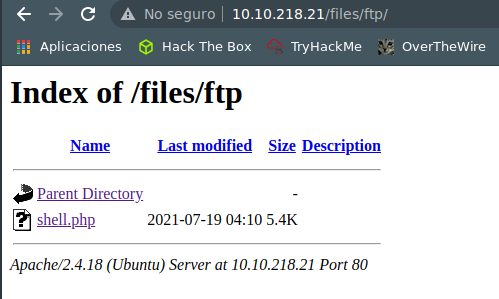 No seguro 10.10.218.21/files/ftp/
Aplicaciones Hack The Box TryHackMe OverTheWire
Index of /files/ftp
Name Last modified Size Description
Parent Directory -
shell.php 2021-07-19 04:10 5.4K
Apache/2.4.18 (Ubuntu) Server at 10.10.218.21 Port 80